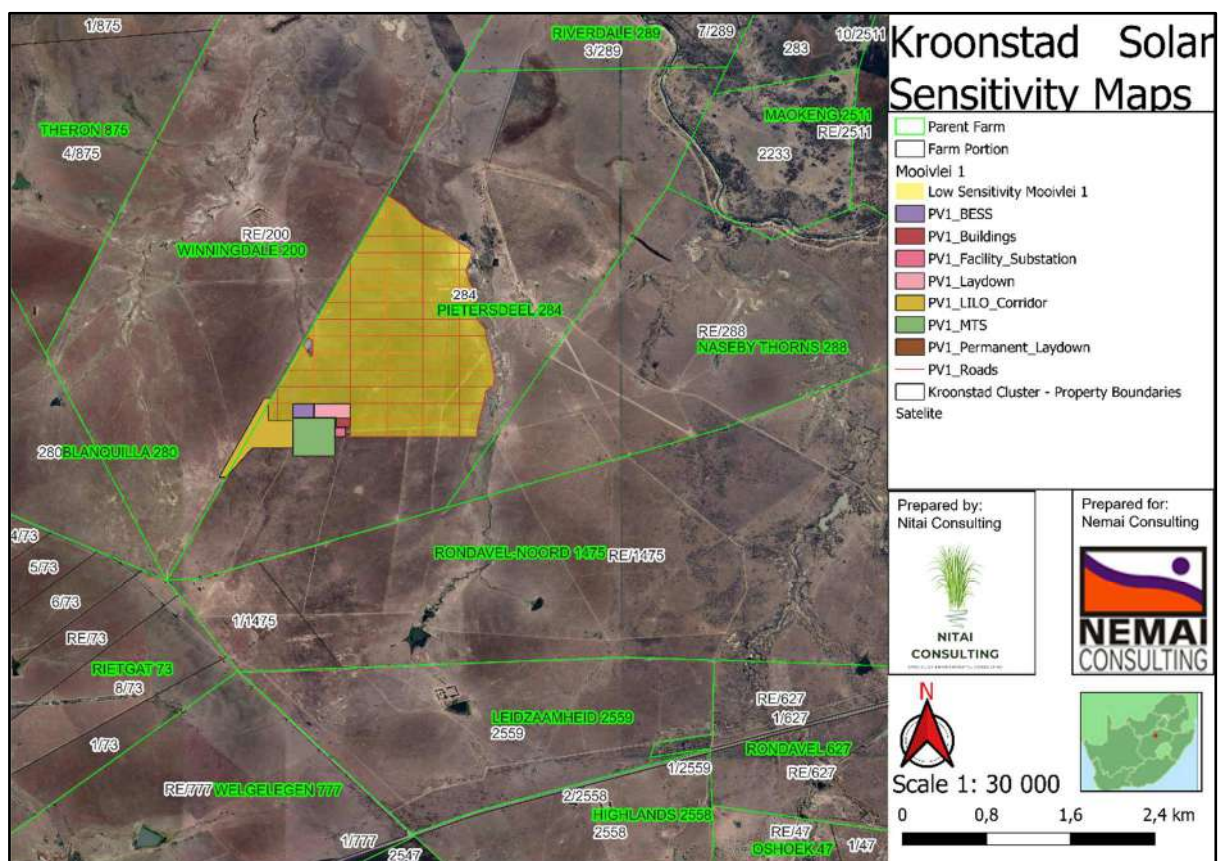 Kroonstad Solar
Sensitivity Maps
Parent Farm
Farm Portion
Mooivlei 1
Low Sensitivity Mooivlei 1
PV1_BESS
PV1_Buildings
PV1_Facility_Substation
PV1_Laydown
PV1_LILO_Corridor
PV1_MTS
PV1_Permanent_Laydown
PV1_Roads
Kroonstad Cluster - Property Boundaries
Satelite
Prepared by:
Nitai Consulting
NITAI
CONSULTING
Prepared for:
Nemai Consulting
NEMAI
CONSULTING
N
Scale 1: 30 000
0 0,8 1,6 2,4 km
1/875
RIVERDALE 289
3/289
7/289
283
10/2511
THERON 875
4/875
MAOKENG 2511
RE/2511
2233
RE/200
WINNINGDALE 200
284
PIETERSDEEL 284
RE/288
NASEBY THORNS 288
280
BLANQUILLA 280
4/73
5/73
6/73
RE/73
RIETGAT 73
8/73
1/73
RONDAVEL-NOORD 1475
RE/1475
1/1475
LEIDZAAMHEID 2559
2559
RE/627
1/627
RONDAVEL 627
RE/627
1/2559
2/2558
HIGHLANDS 2558
2558
RE/777
WELGELEGEN 777
1/777
2547
RE/47
OSHOEK 47
1/47